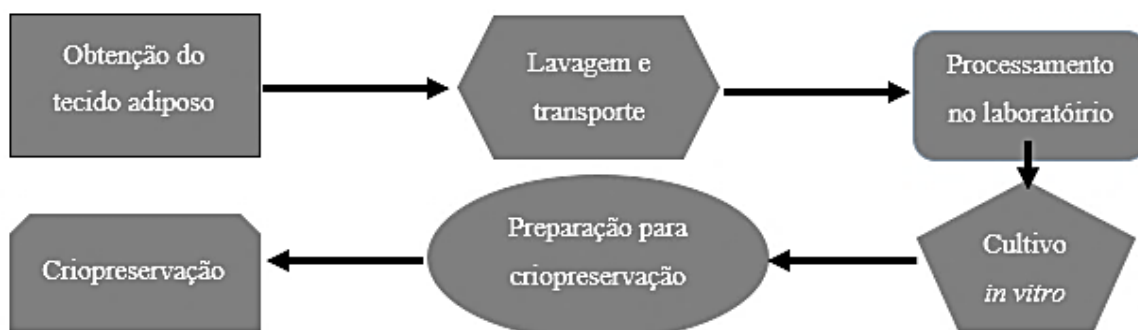 Obtenção do
tecido adiposo
Lavagem e
transporte
Processamento
no laboratóirio
Cultivo
in vitro
Preparação para
criopreservação
Criopreservação